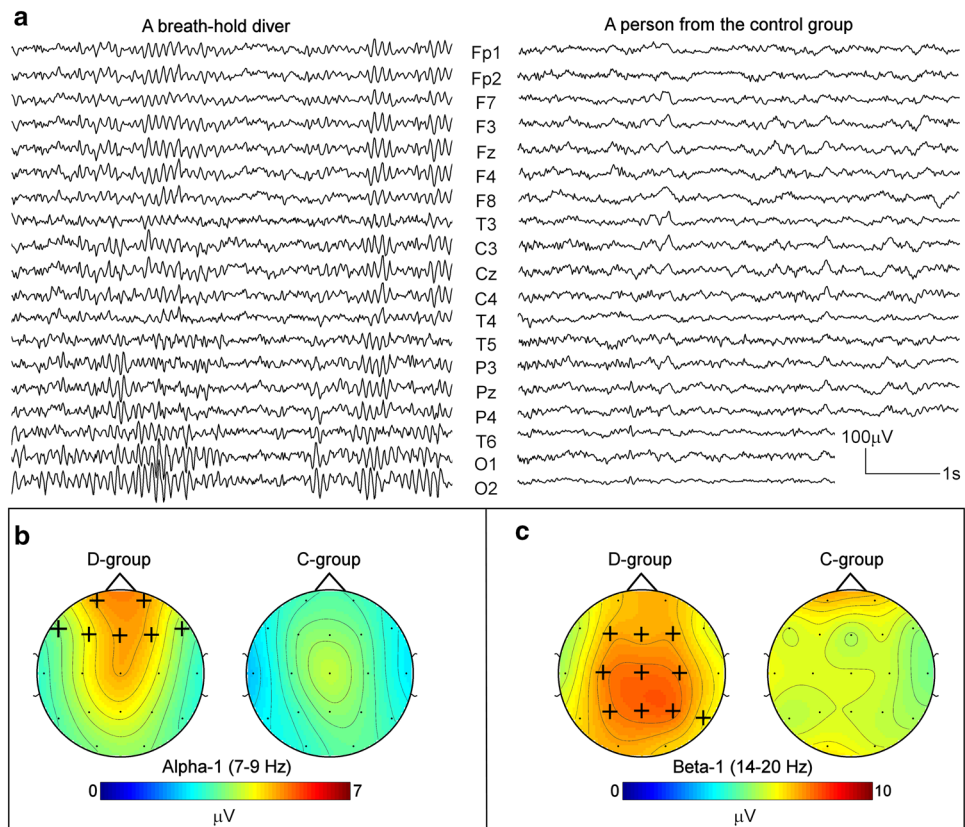 a
A breath-hold diver
A person from the control group
Fp1
Fp2
F7
F3
Fz
F4
F8
T3
C3
Cz
C4
T4
T5
P3
Pz
P4
T6
O1
O2
100µV
1s
b
D-group
C-group
Alpha-1 (7-9 Hz)
0
7
µV
c
D-group
C-group
Beta-1 (14-20 Hz)
0
10
µV